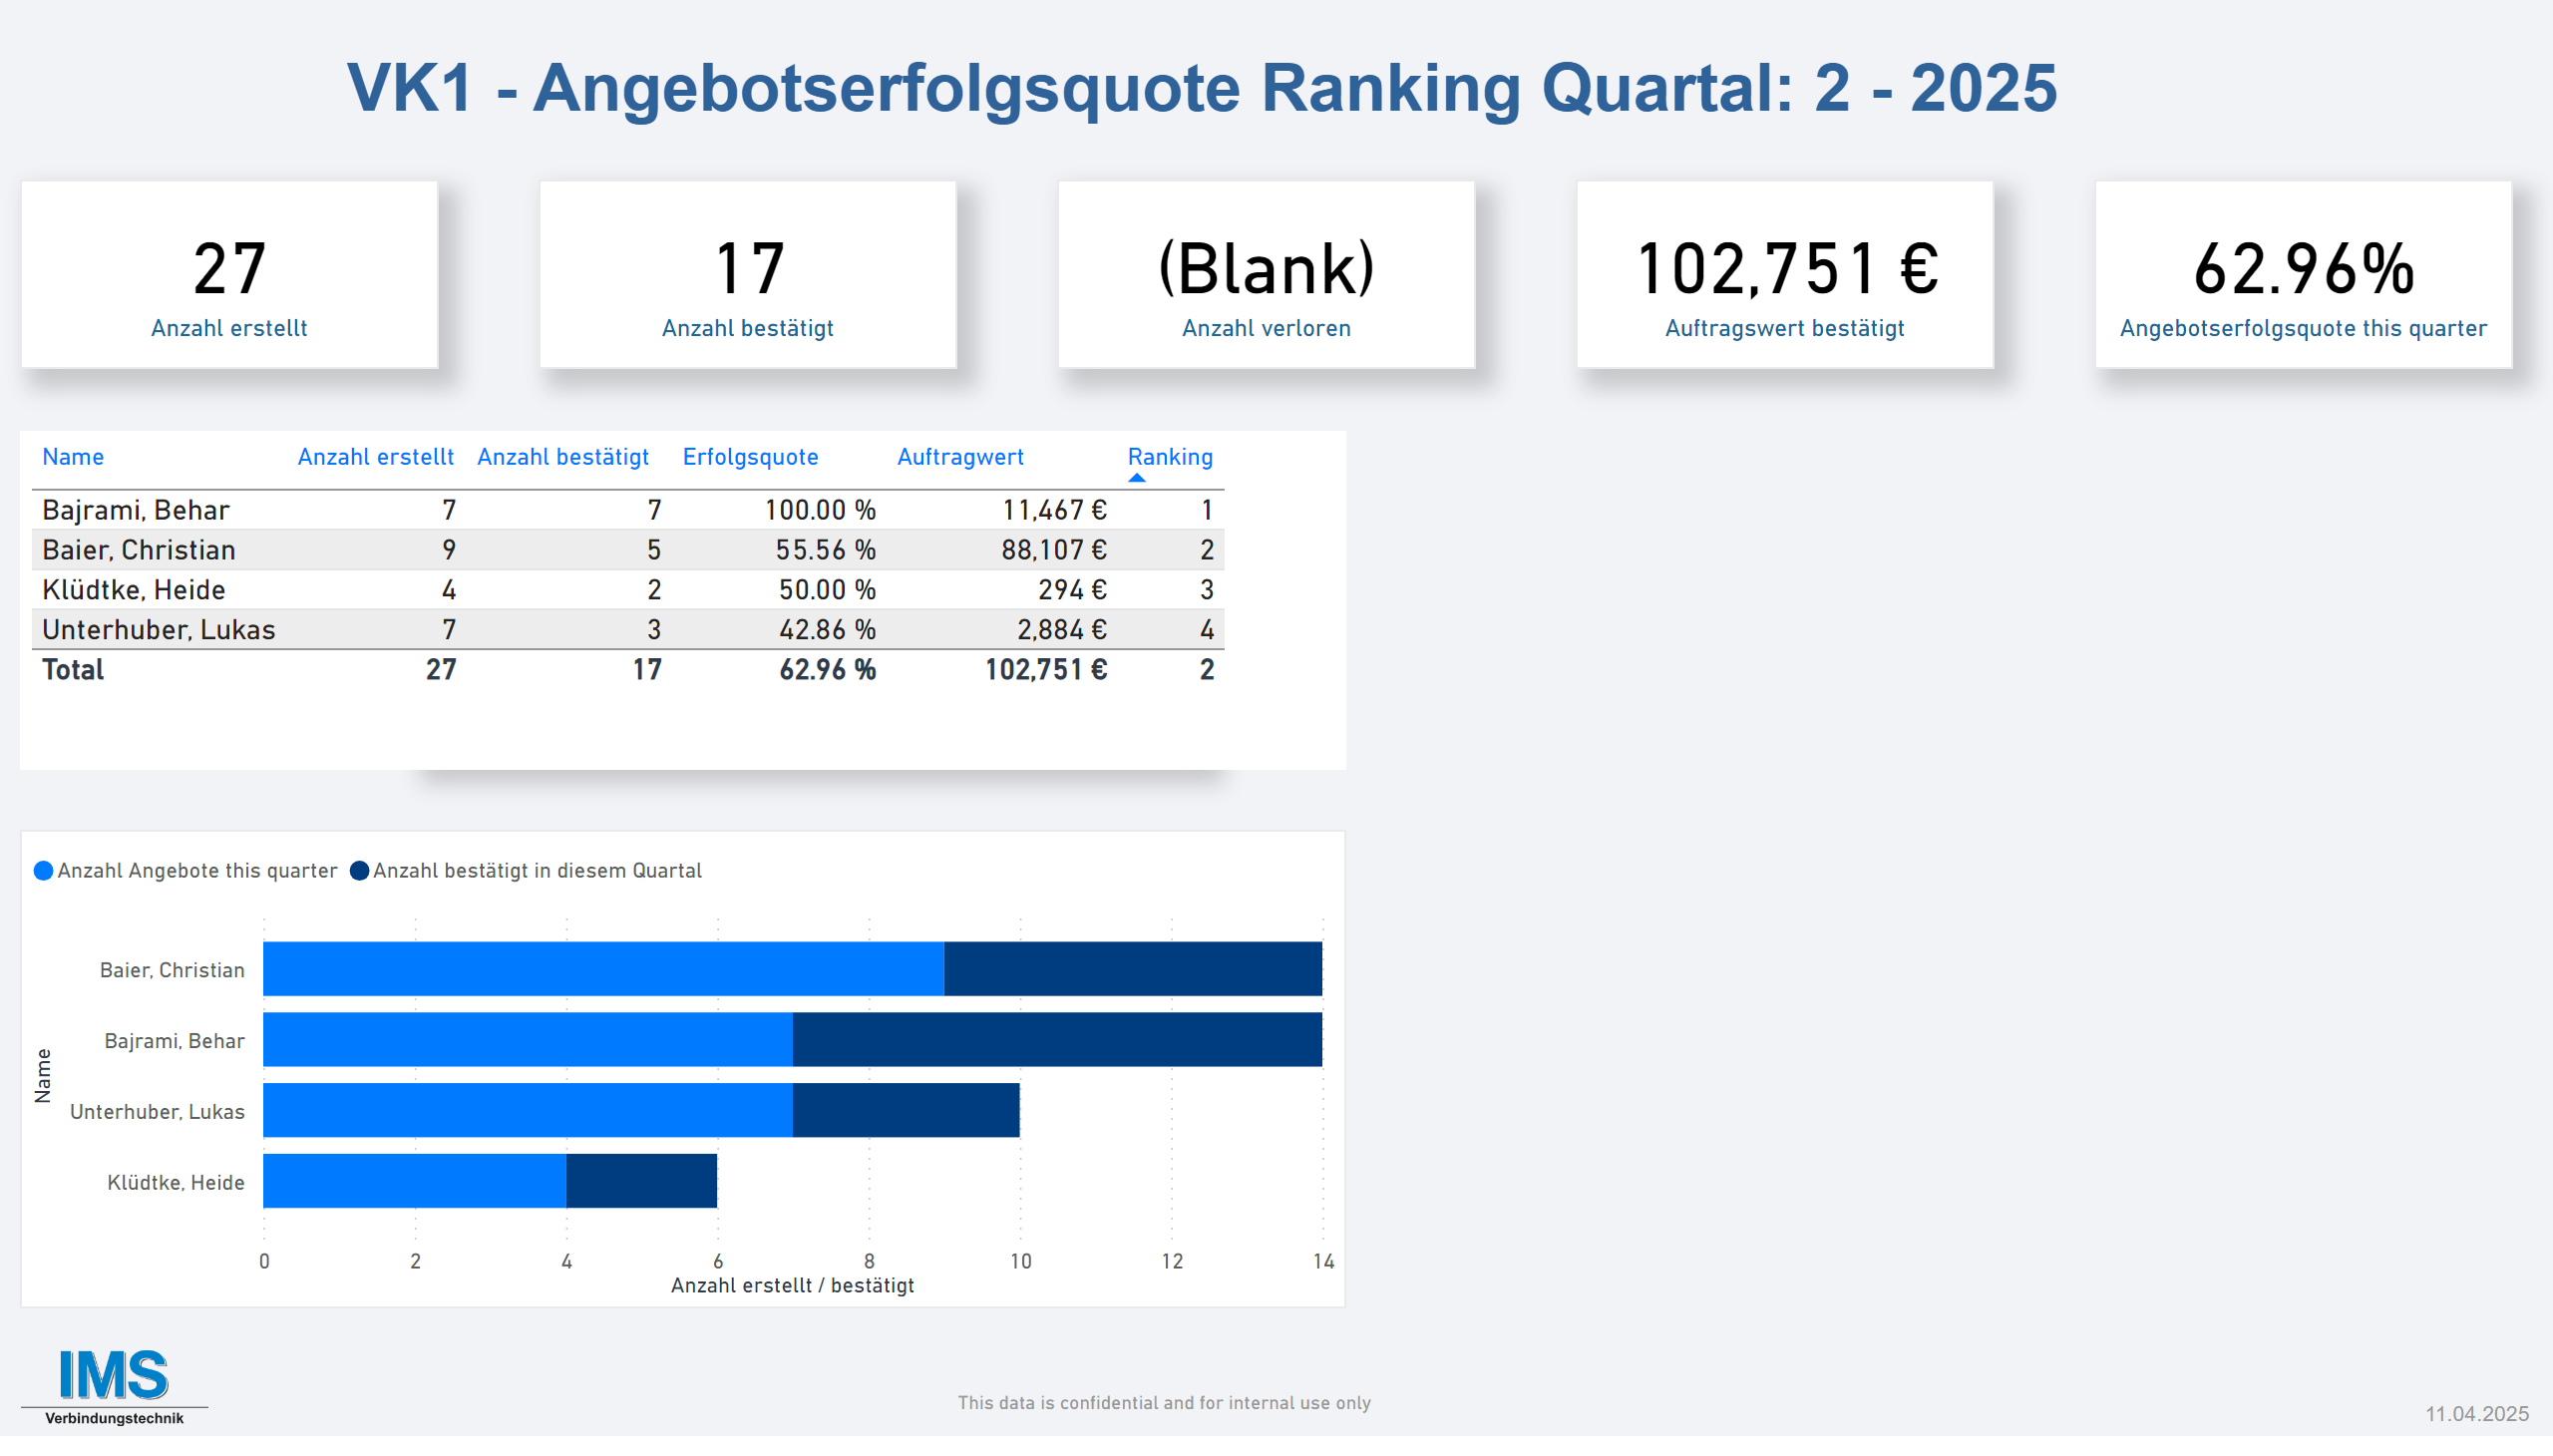 VK1 - Angebotserfolgsquote Ranking Quartal: 2 - 2025
27
Anzahl erstellt
17
Anzahl bestätigt
(Blank)
Anzahl verloren
102,751 €
Auftragswert bestätigt
62.96%
Angebotserfolgsquote this quarter
Name Anzahl erstellt Anzahl bestätigt Erfolgsquote Auftragwert Ranking
Bajrami, Behar 7 7 100.00 % 11,467 € 1
Baier, Christian 9 5 55.56 % 88,107 € 2
Klüdtke, Heide 4 2 50.00 % 294 € 3
Unterhuber, Lukas 7 3 42.86 % 2,884 € 4
Total 27 17 62.96 % 102,751 € 2
Anzahl Angebote this quarter Anzahl bestätigt in diesem Quartal
Name
Baier, Christian
Bajrami, Behar
Unterhuber, Lukas
Klüdtke, Heide
0 2 4 6 8 10 12 14
Anzahl erstellt / bestätigt
IMS
Verbindungstechnik
This data is confidential and for internal use only
11.04.2025